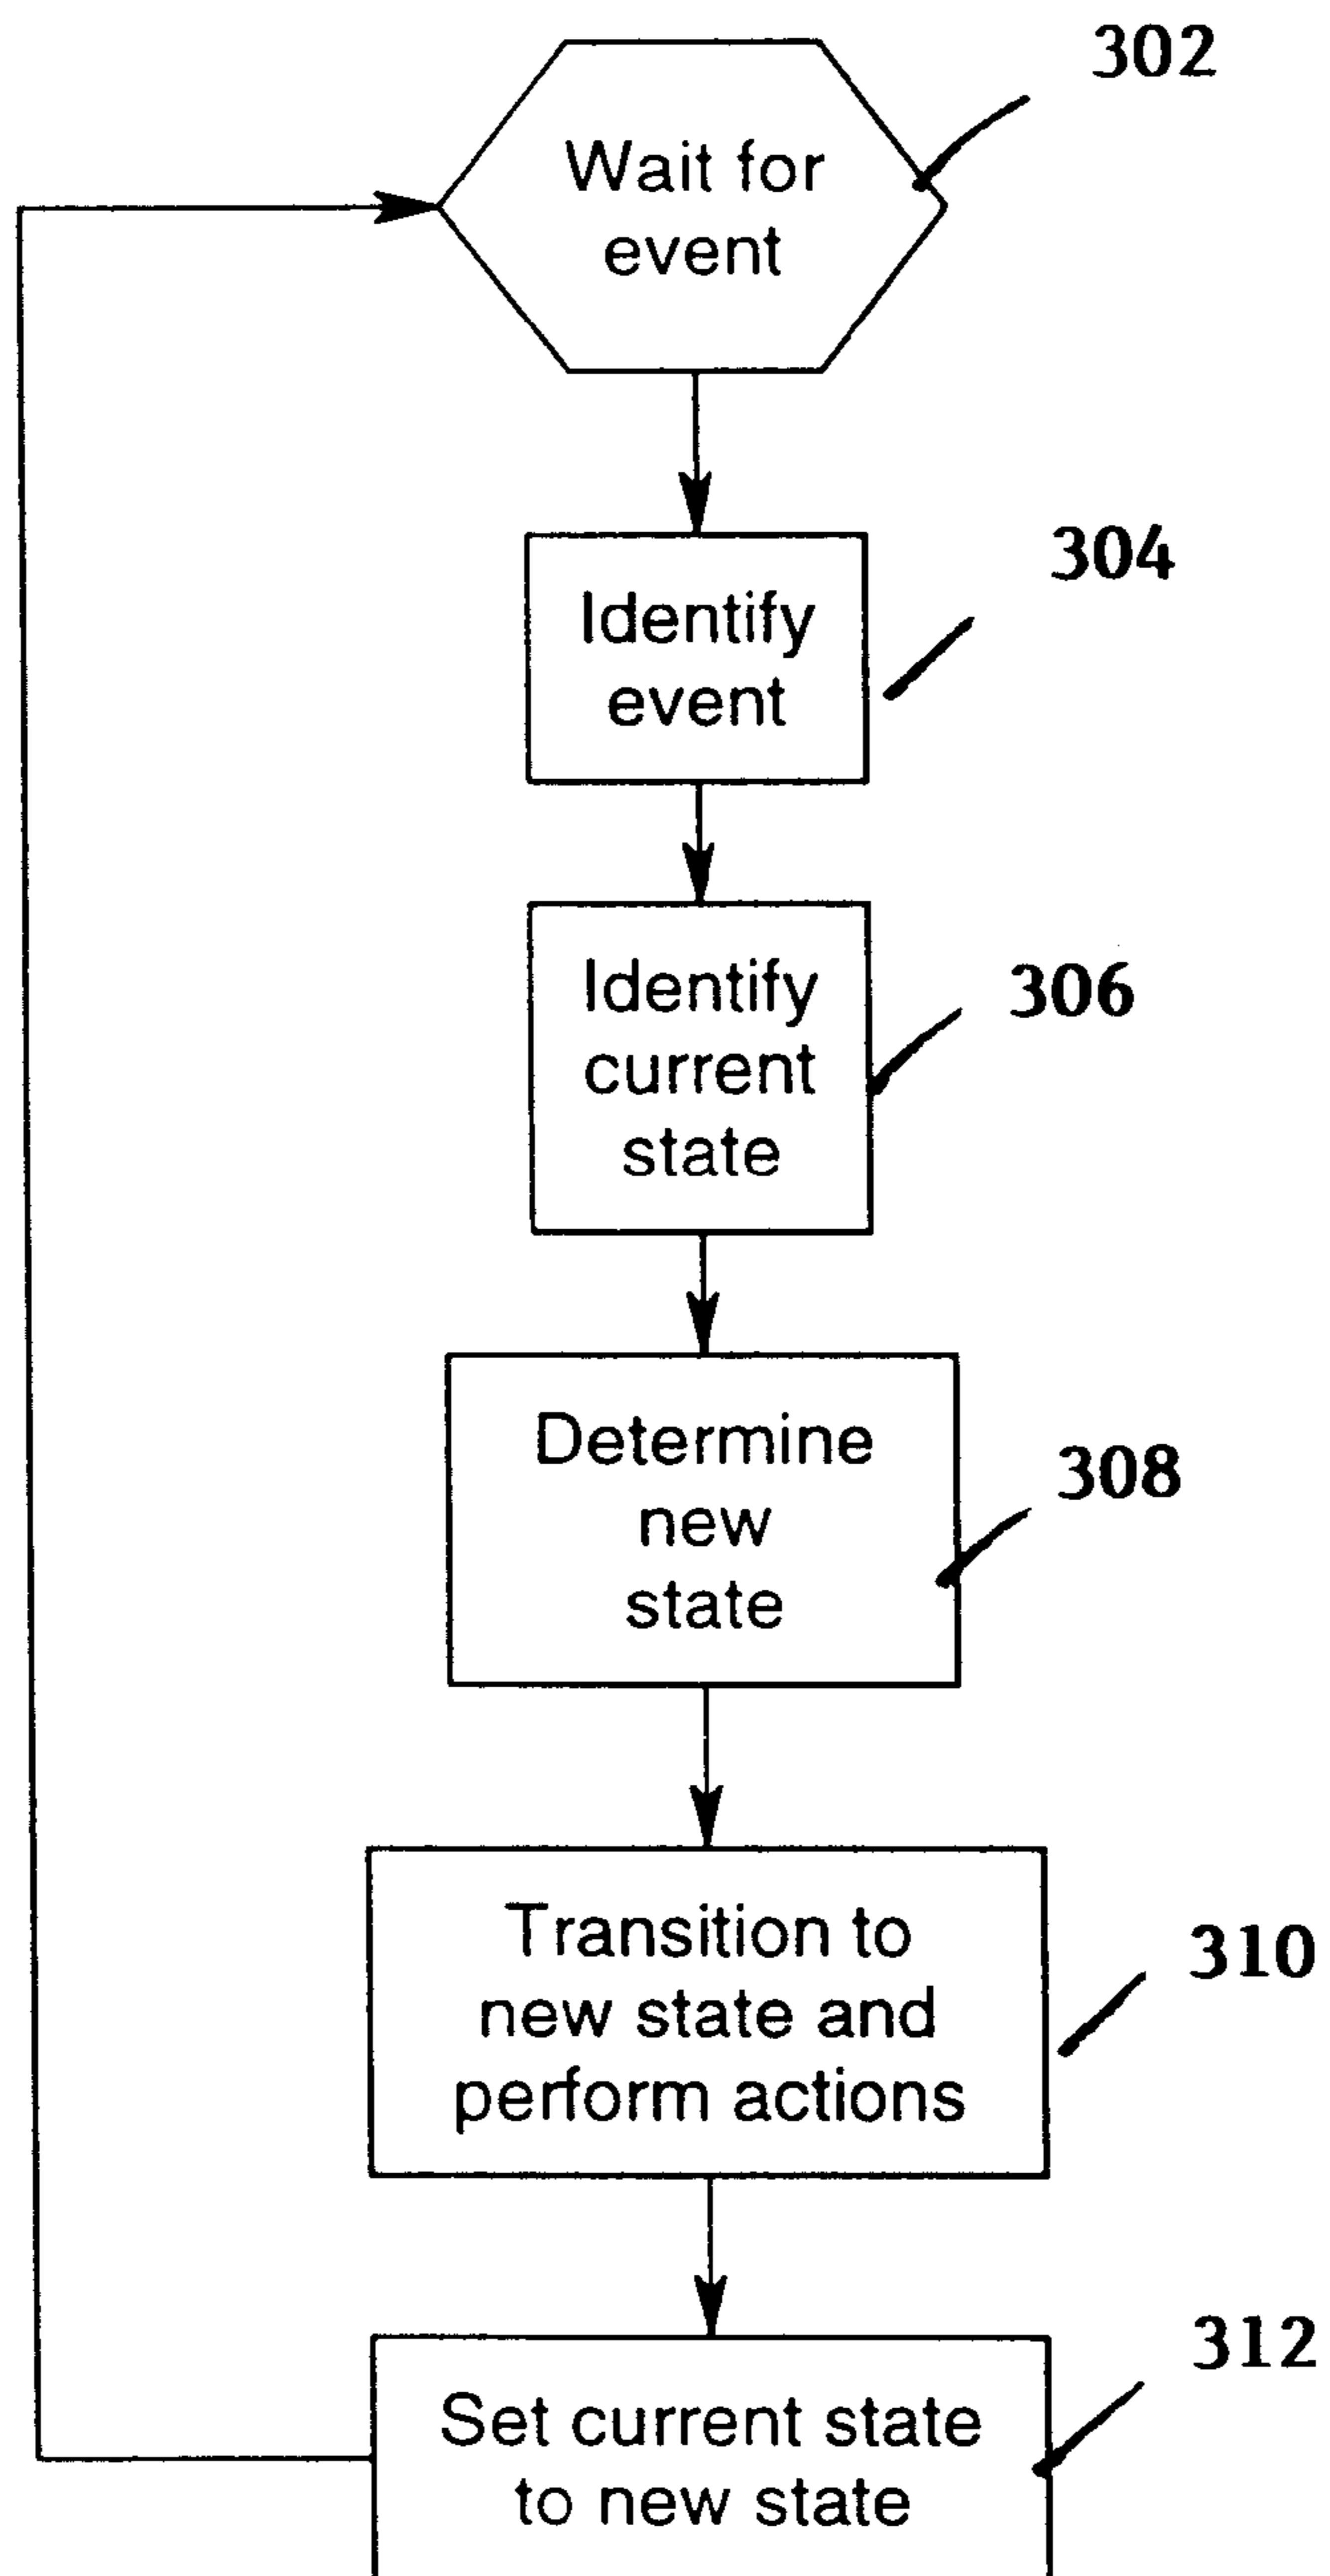 302
Wait for
event
304
Identify
event
306
Identify
current
state
308
Determine
new
state
310
Transition to
new state and
perform actions
312
Set current state
to new state